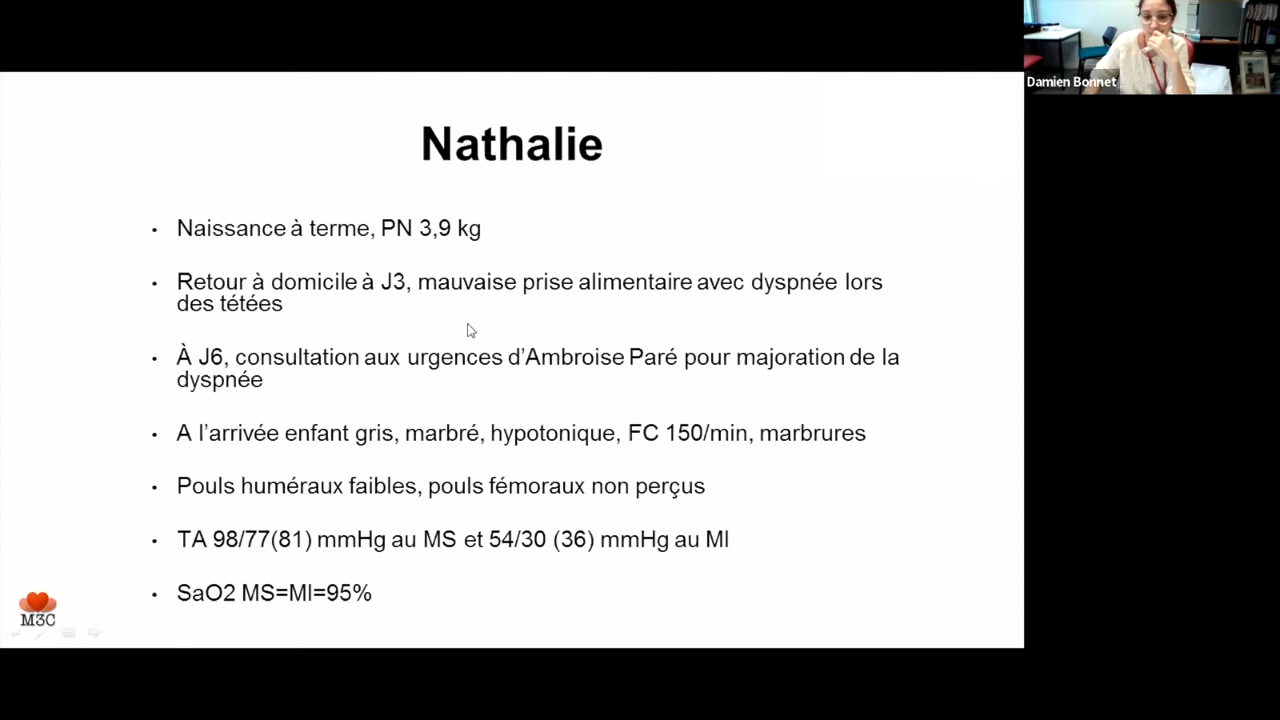 Damien Bonnet
Nathalie
• Naissance à terme, PN 3,9 kg
• Retour à domicile à J3, mauvaise prise alimentaire avec dyspnée lors
des tétées
• À J6, consultation aux urgences d’Ambroise Paré pour majoration de la
dyspnée
• A l’arrivée enfant gris, marbré, hypotonique, FC 150/min, marbrures
• Pouls huméraux faibles, pouls fémoraux non perçus
• TA 98/77(81) mmHg au MS et 54/30 (36) mmHg au MI
• SaO2 MS=MI=95%
M3C